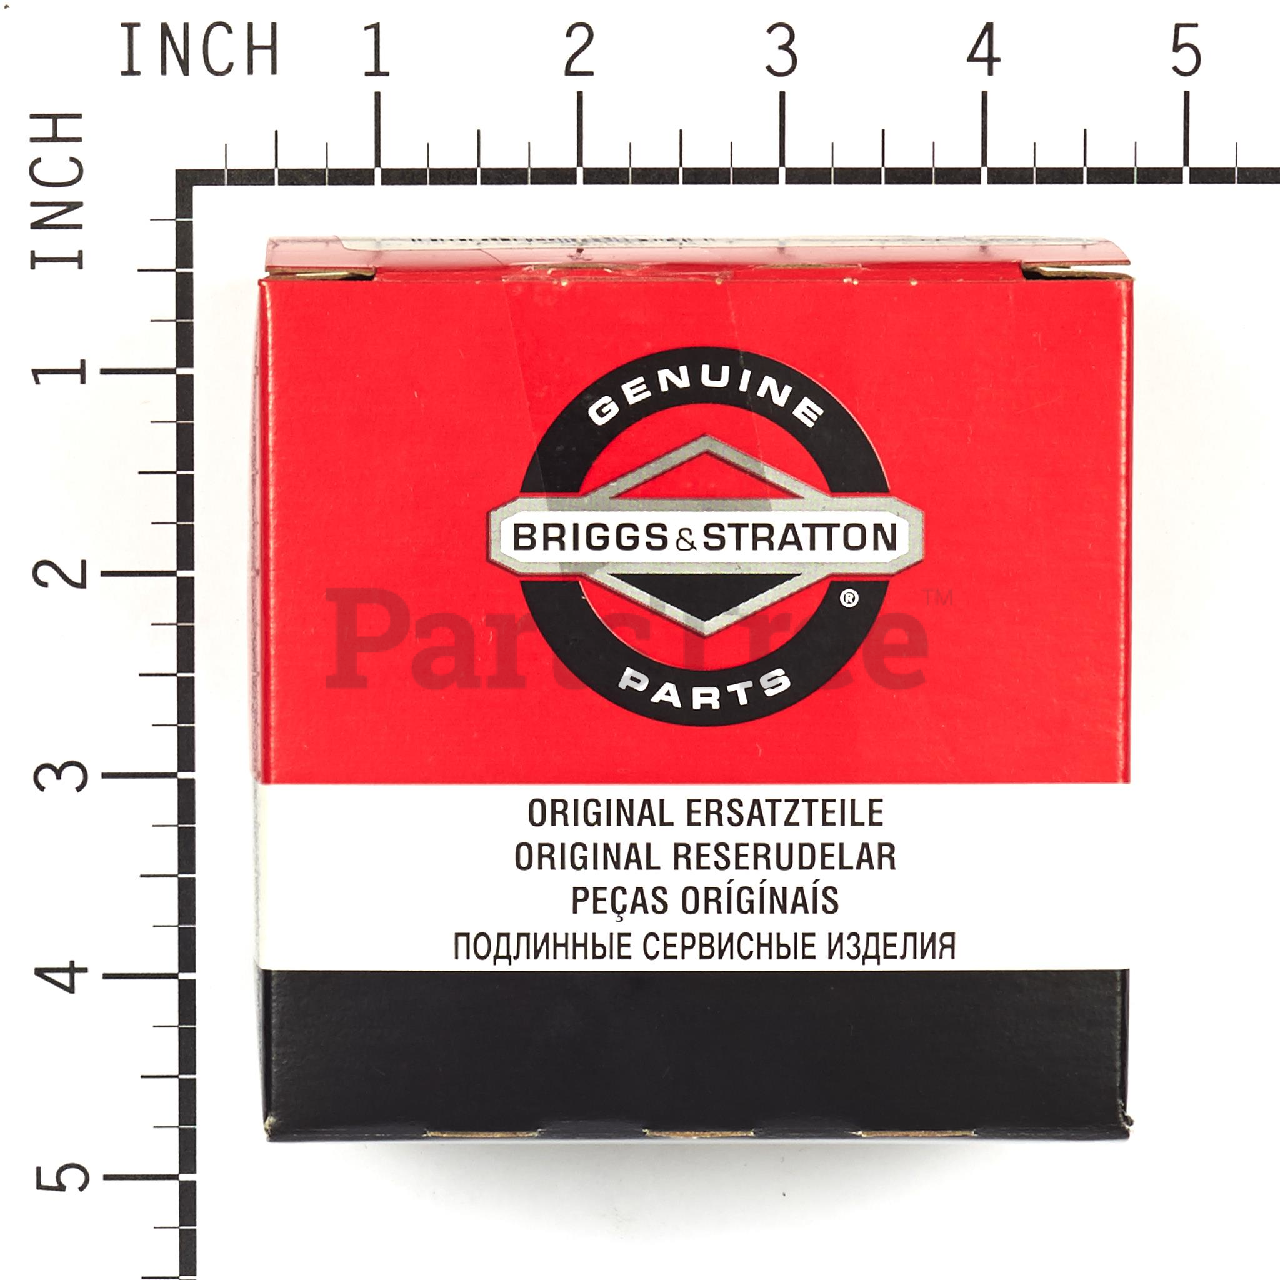 INCH 1 2 3 4 5
INCH
1
2
3
4
5
GENUINE
BRIGGS & STRATTON
®
PARTS
PartsTree™
ORIGINAL ERSATZTEILE
ORIGINAL RESERUDELAR
PEÇAS ORÍGÍNAÍS
ПОДЛИННЫЕ СЕРВИСНЫЕ ИЗДЕЛИЯ